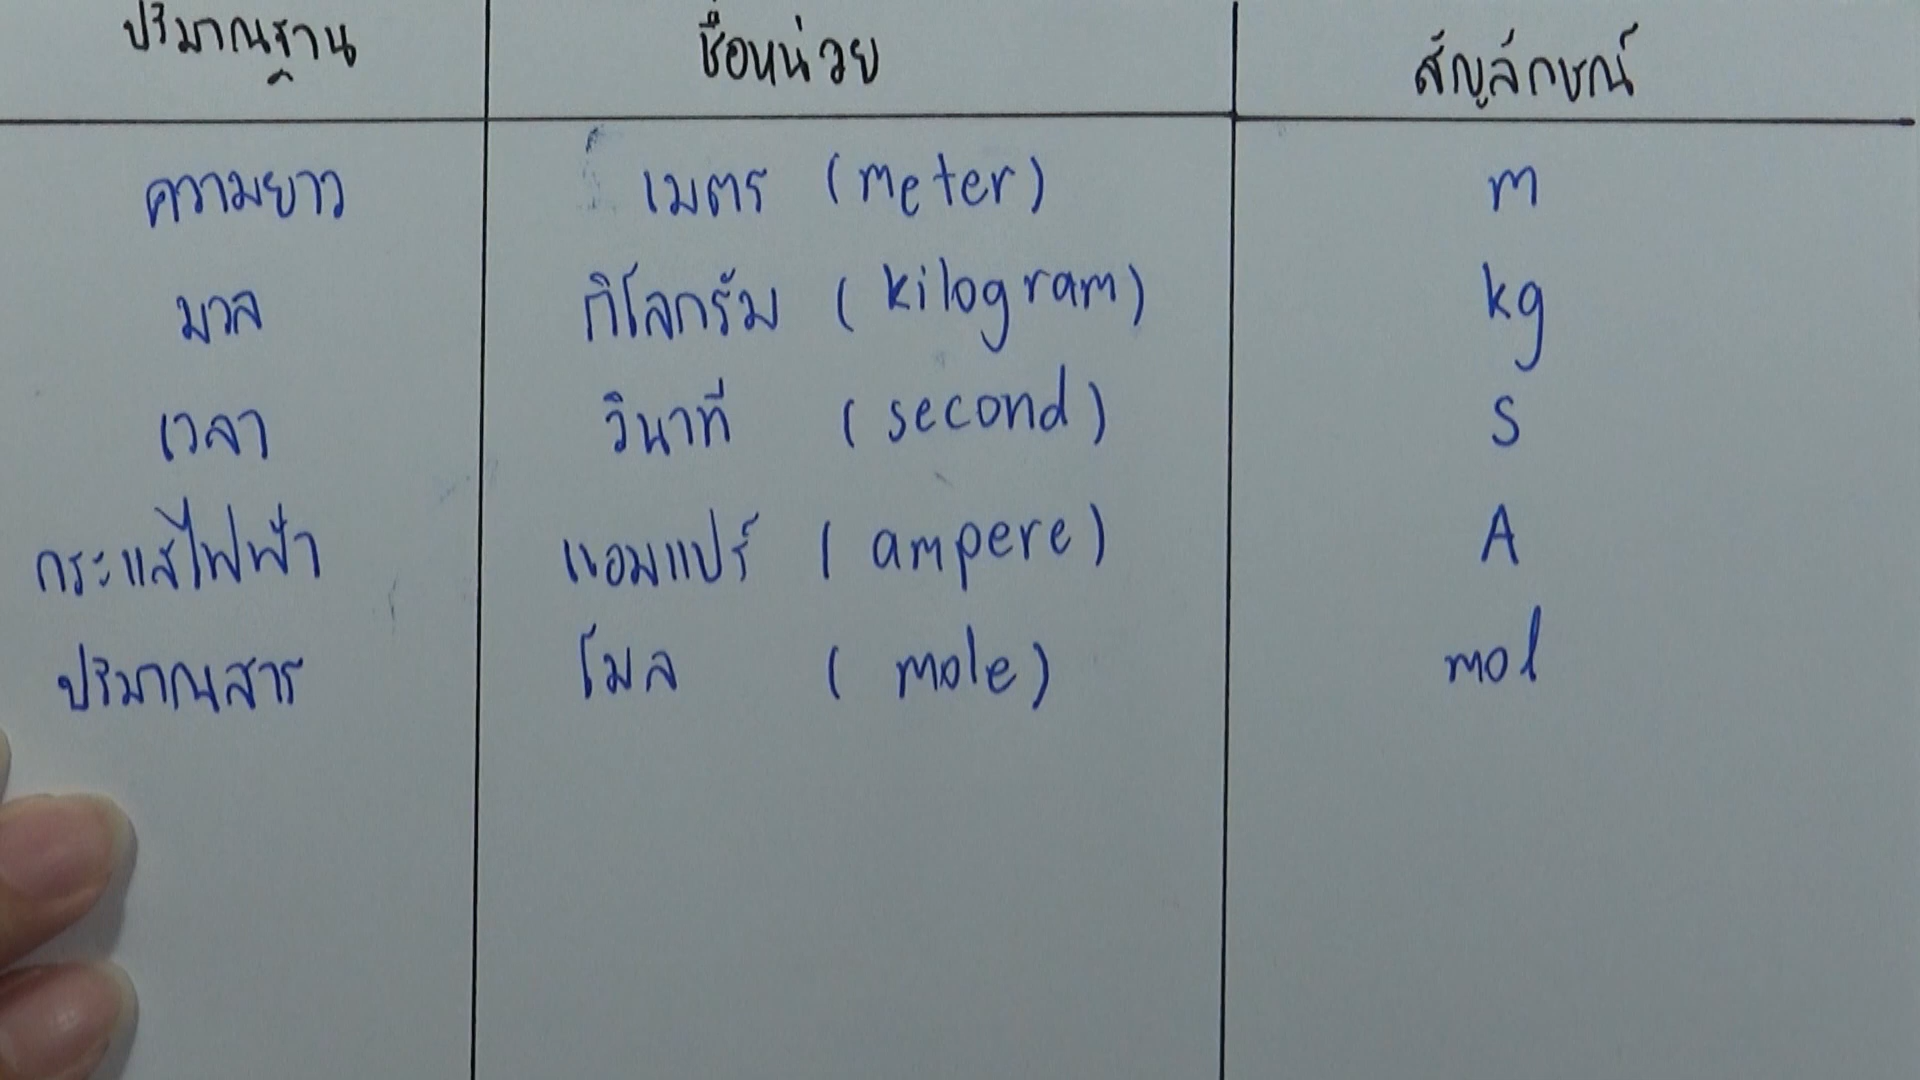 ปริมาณฐาน ชื่อหน่วย สัญลักษณ์
ความยาว เมตร (meter) m
มวล กิโลกรัม (kilogram) kg
เวลา วินาที (second) s
กระแสไฟฟ้า แอมแปร์ (ampere) A
ปริมาณสาร โมล (mole) mol